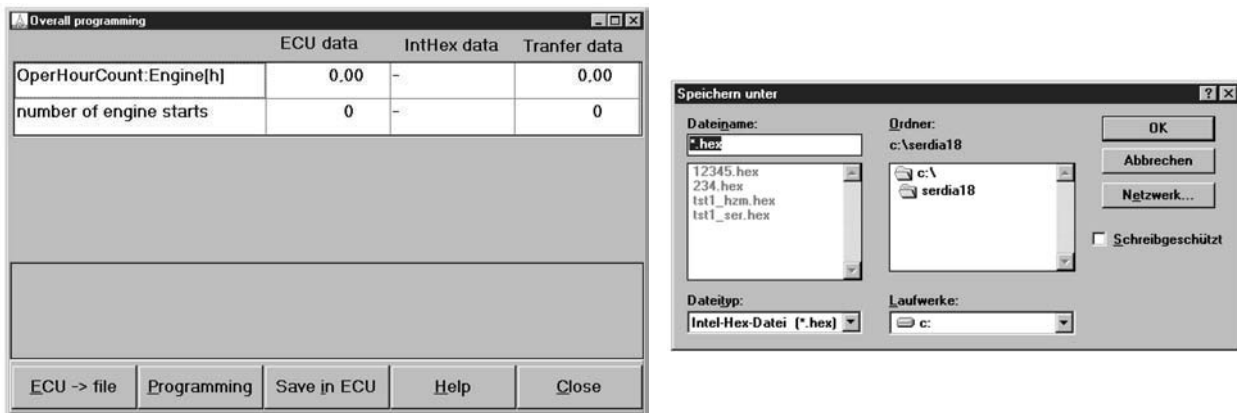 Overall programming
ECU data IntHex data Tranfer data
OperHourCount:Engine[h] 0,00 - 0,00
number of engine starts 0 - 0
ECU -> file Programming Save in ECU Help Close
Speichern unter
Dateiname: Ordner:
*.hex c:\serdia18
12345.hex
234.hex
tst1_hzm.hex
tst1_ser.hex
c:\
serdia18
OK
Abbrechen
Netzwerk...
Schreibgeschützt
Dateityp: Laufwerke:
Intel-Hex-Datei (*.hex) c: